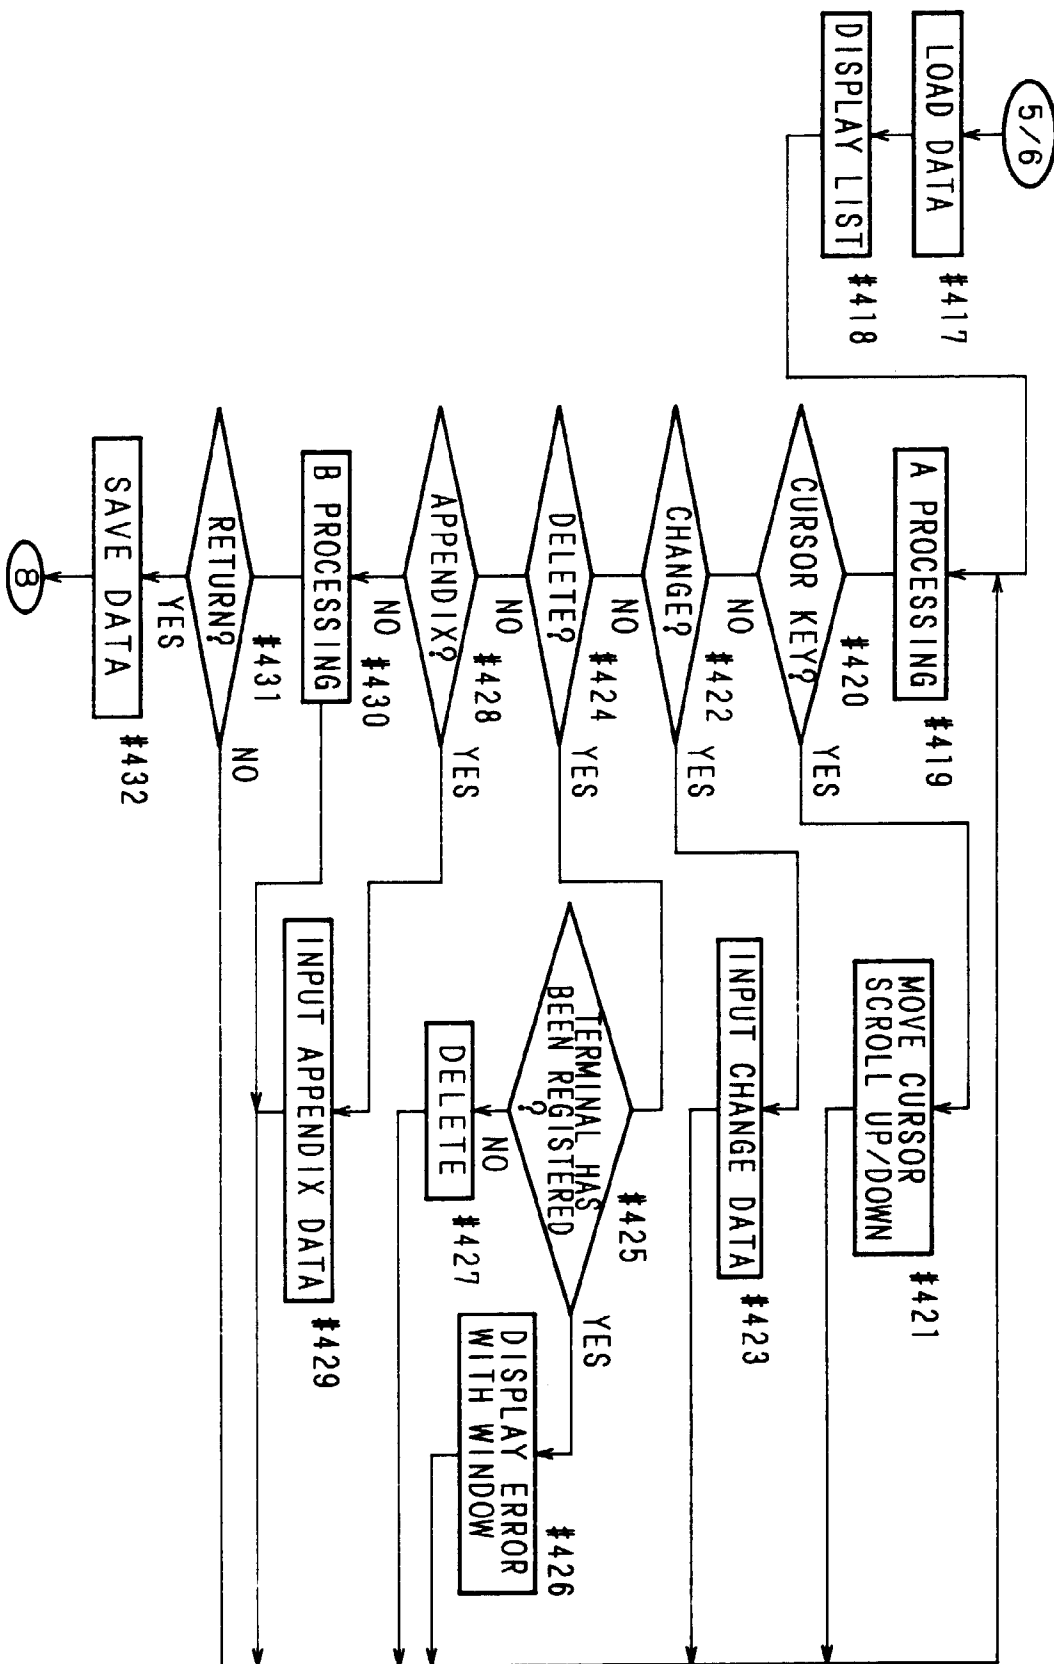 5/6
LOAD DATA
#417
DISPLAY LIST
#418
A PROCESSING
#419
CURSOR KEY?
#420
YES
NO
MOVE CURSOR
SCROLL UP/DOWN
#421
CHANGE?
#422
YES
NO
INPUT CHANGE DATA
#423
DELETE?
#424
YES
NO
TERMINAL HAS
BEEN REGISTERED
?
#425
YES
NO
DISPLAY ERROR
WITH WINDOW
#426
DELETE
#427
APPENDIX?
#428
YES
NO
INPUT APPENDIX DATA
#429
B PROCESSING
#430
RETURN?
#431
NO
YES
SAVE DATA
#432
8